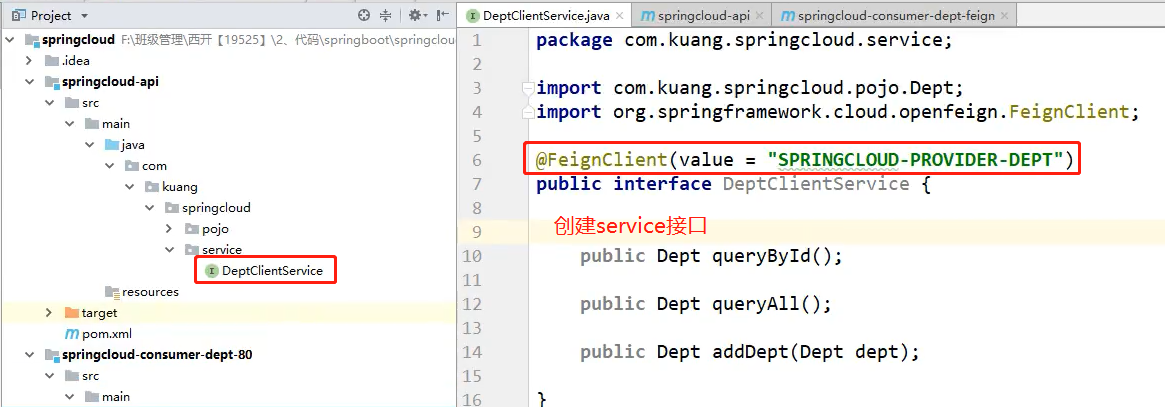 Project
springcloud F:\班级管理\西开【19525】\2、代码\springboot\springcloud
.idea
springcloud-api
src
main
java
com
kuang
springcloud
pojo
service
DeptClientService
resources
target
pom.xml
springcloud-consumer-dept-80
src
main
DeptClientService.java springcloud-api springcloud-consumer-dept-feign
1 package com.kuang.springcloud.service;
2
3 import com.kuang.springcloud.pojo.Dept;
4 import org.springframework.cloud.openfeign.FeignClient;
5
6 @FeignClient(value = "SPRINGCLOUD-PROVIDER-DEPT")
7 public interface DeptClientService {
8
9 创建service接口
10 public Dept queryById();
11
12 public Dept queryAll();
13
14 public Dept addDept(Dept dept);
15
16 }